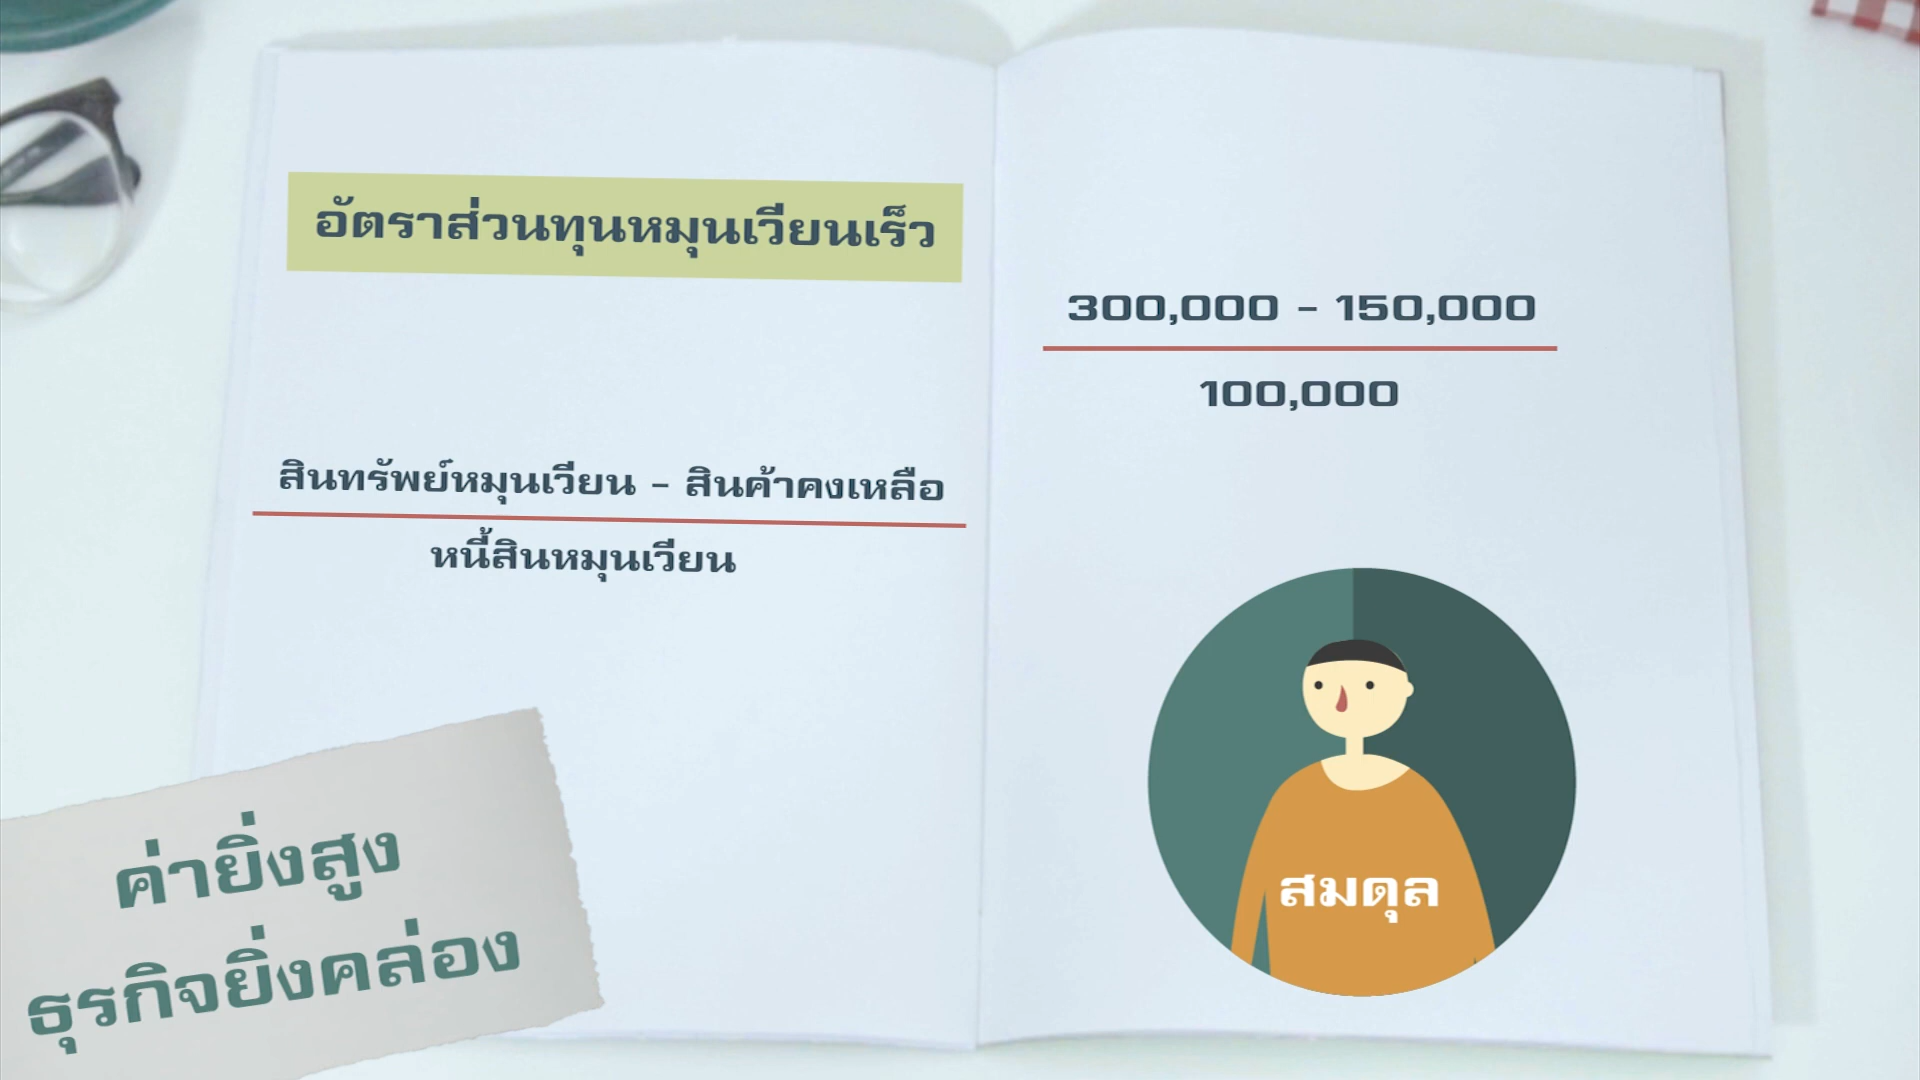 อัตราส่วนทุนหมุนเวียนเร็ว
สินทรัพย์หมุนเวียน - สินค้าคงเหลือ
หนี้สินหมุนเวียน
300,000 - 150,000
100,000
สมดุล
ค่ายิ่งสูง
ธุรกิจยิ่งคล่อง